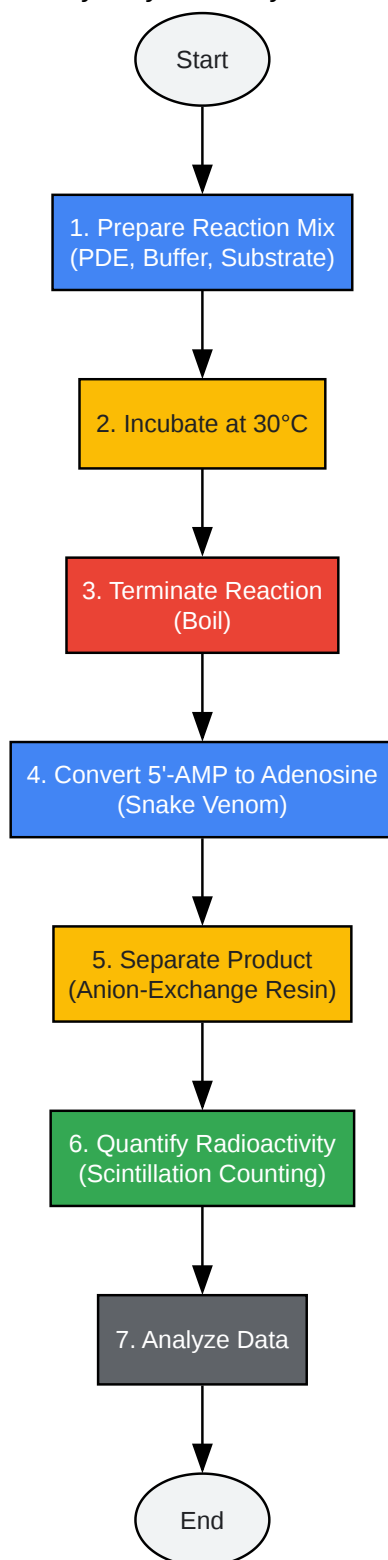 Start
1. Prepare Reaction Mix
(PDE, Buffer, Substrate)
2. Incubate at 30°C
3. Terminate Reaction
(Boil)
4. Convert 5'-AMP to Adenosine
(Snake Venom)
5. Separate Product
(Anion-Exchange Resin)
6. Quantify Radioactivity
(Scintillation Counting)
7. Analyze Data
End